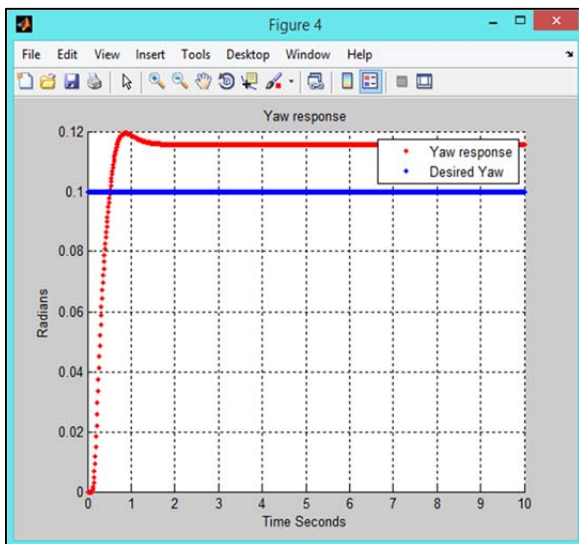 Figure 4
File Edit View Insert Tools Desktop Window Help
Yaw response
0.12
0.1
0.08
0.06
0.04
0.02
0
Radians
Yaw response
Desired Yaw
0 1 2 3 4 5 6 7 8 9 10
Time Seconds